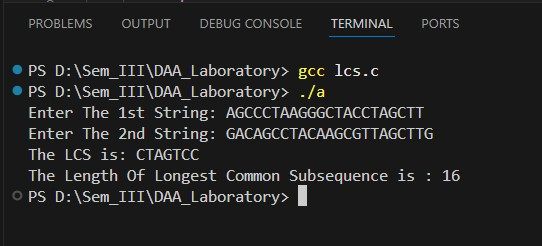 PROBLEMS OUTPUT DEBUG CONSOLE TERMINAL PORTS
PS D:\Sem_III\DAA_Laboratory> gcc lcs.c
PS D:\Sem_III\DAA_Laboratory> ./a
Enter The 1st String: AGCCCTAAGGGCTACCTAGCTT
Enter The 2nd String: GACAGCCTACAAGCGTTAGCTTG
The LCS is: CTAGTCC
The Length Of Longest Common Subsequence is : 16
PS D:\Sem_III\DAA_Laboratory>